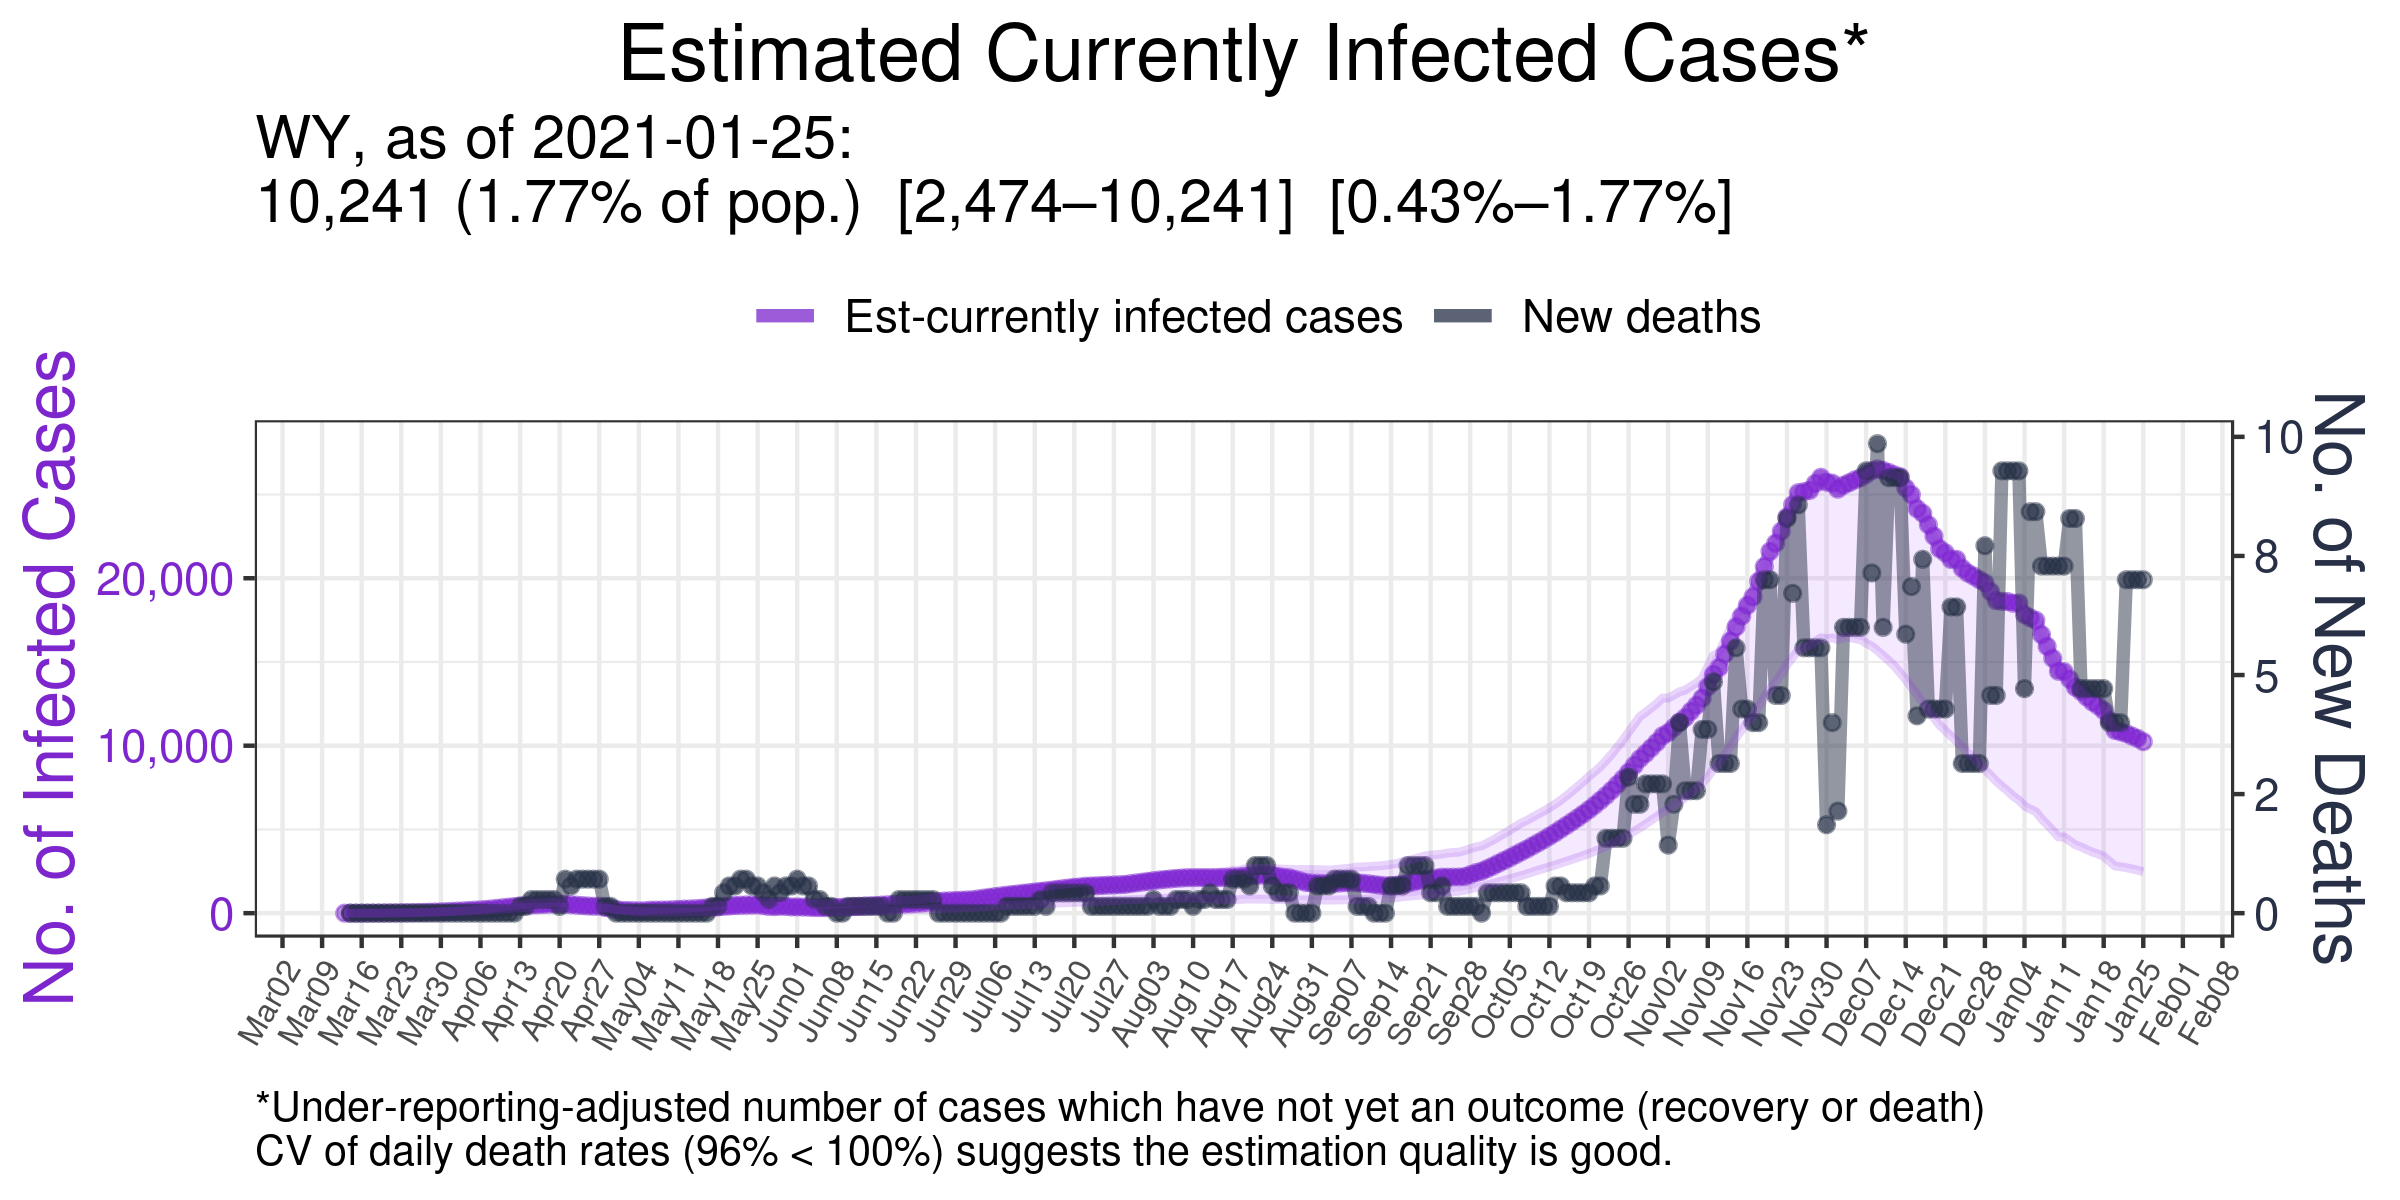 Estimated Currently Infected Cases*
WY, as of 2021-01-25:
10,241 (1.77% of pop.)  [2,474–10,241]  [0.43%–1.77%]
Est-currently infected cases
New deaths
No. of Infected Cases
20,000
10,000
0
10
8
5
2
0
No. of New Deaths
Mar02
Mar09
Mar16
Mar23
Mar30
Apr06
Apr13
Apr20
Apr27
May04
May11
May18
May25
Jun01
Jun08
Jun15
Jun22
Jun29
Jul06
Jul13
Jul20
Jul27
Aug03
Aug10
Aug17
Aug24
Aug31
Sep07
Sep14
Sep21
Sep28
Oct05
Oct12
Oct19
Oct26
Nov02
Nov09
Nov16
Nov23
Nov30
Dec07
Dec14
Dec21
Dec28
Jan04
Jan11
Jan18
Jan25
Feb01
Feb08
*Under-reporting-adjusted number of cases which have not yet an outcome (recovery or death)
CV of daily death rates (96% < 100%) suggests the estimation quality is good.